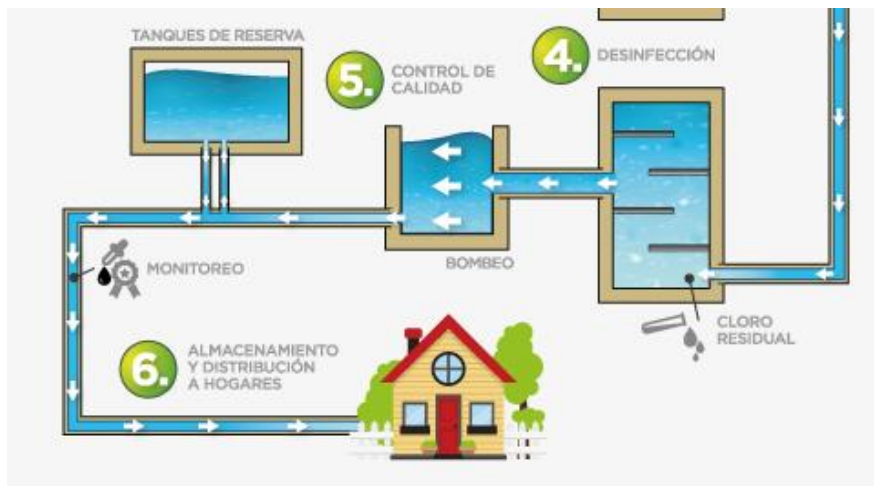 TANQUES DE RESERVA
5.
CONTROL DE
CALIDAD
4.
DESINFECCIÓN
BOMBEO
MONITOREO
CLORO
RESIDUAL
6.
ALMACENAMIENTO
Y DISTRIBUCIÓN
A HOGARES